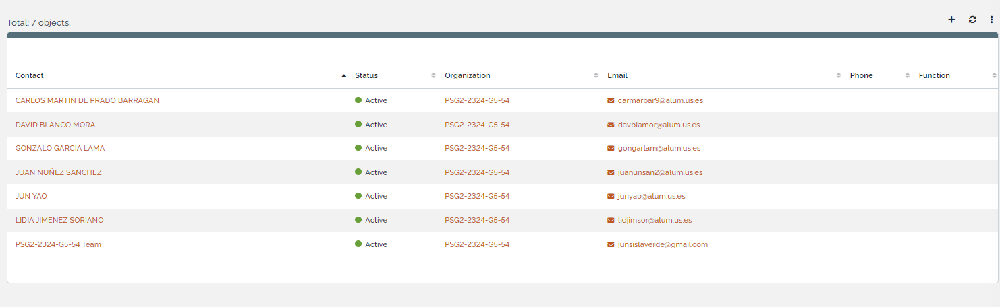 Total: 7 objects.
Contact Status Organization Email Phone Function
CARLOS MARTIN DE PRADO BARRAGAN Active PSG2-2324-G5-54 carmarbar9@alum.us.es
DAVID BLANCO MORA Active PSG2-2324-G5-54 davblamor@alum.us.es
GONZALO GARCIA LAMA Active PSG2-2324-G5-54 gongarlam@alum.us.es
JUAN NUÑEZ SANCHEZ Active PSG2-2324-G5-54 juanunsan2@alum.us.es
JUN YAO Active PSG2-2324-G5-54 junyao@alum.us.es
LIDIA JIMENEZ SORIANO Active PSG2-2324-G5-54 lidjimsor@alum.us.es
PSG2-2324-G5-54 Team Active PSG2-2324-G5-54 junsislaverde@gmail.com